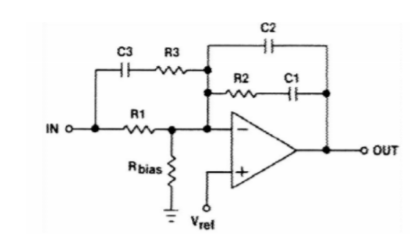 C2
C3 R3
R2 C1
R1
IN
−
OUT
Rbias
+
Vref